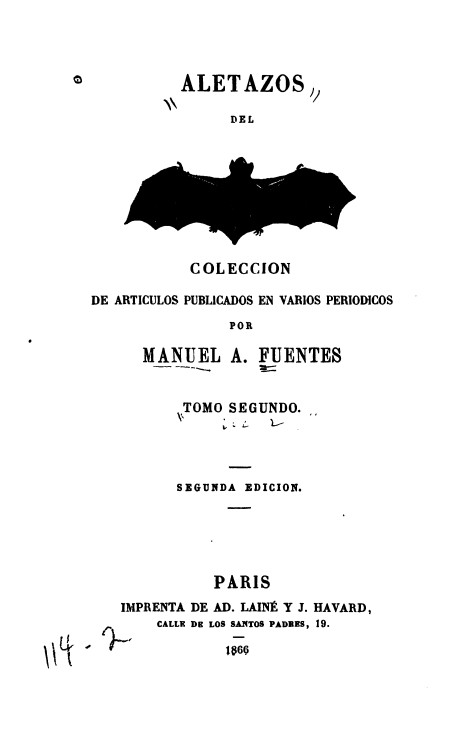 ALETAZOS
DEL
COLECCION
DE ARTICULOS PUBLICADOS EN VARIOS PERIODICOS
POR
MANUEL A. FUENTES
TOMO SEGUNDO.
SEGUNDA EDICION.
PARIS
IMPRENTA DE AD. LAINÉ Y J. HAVARD,
CALLE DE LOS SANTOS PADRES, 19.
114-2
1866